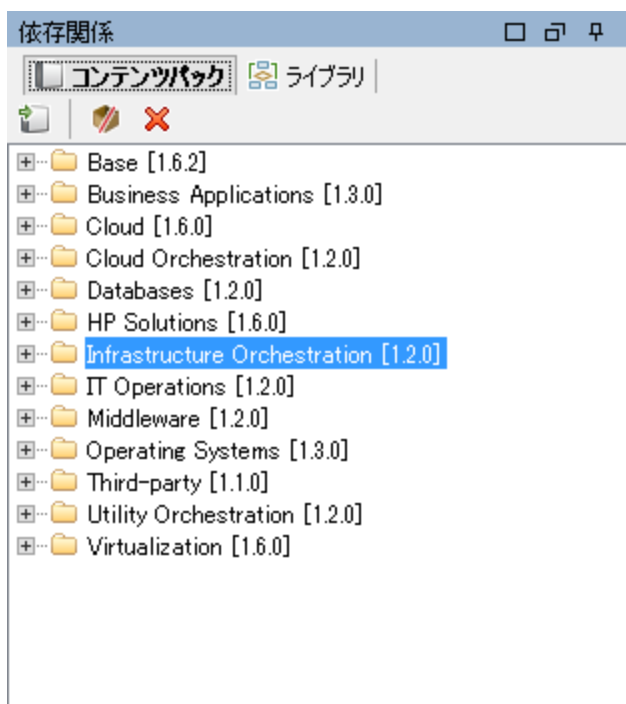 依存関係
コンテンツパック ライブラリ
Base [1.6.2]
Business Applications [1.3.0]
Cloud [1.6.0]
Cloud Orchestration [1.2.0]
Databases [1.2.0]
HP Solutions [1.6.0]
Infrastructure Orchestration [1.2.0]
IT Operations [1.2.0]
Middleware [1.2.0]
Operating Systems [1.3.0]
Third-party [1.1.0]
Utility Orchestration [1.2.0]
Virtualization [1.6.0]